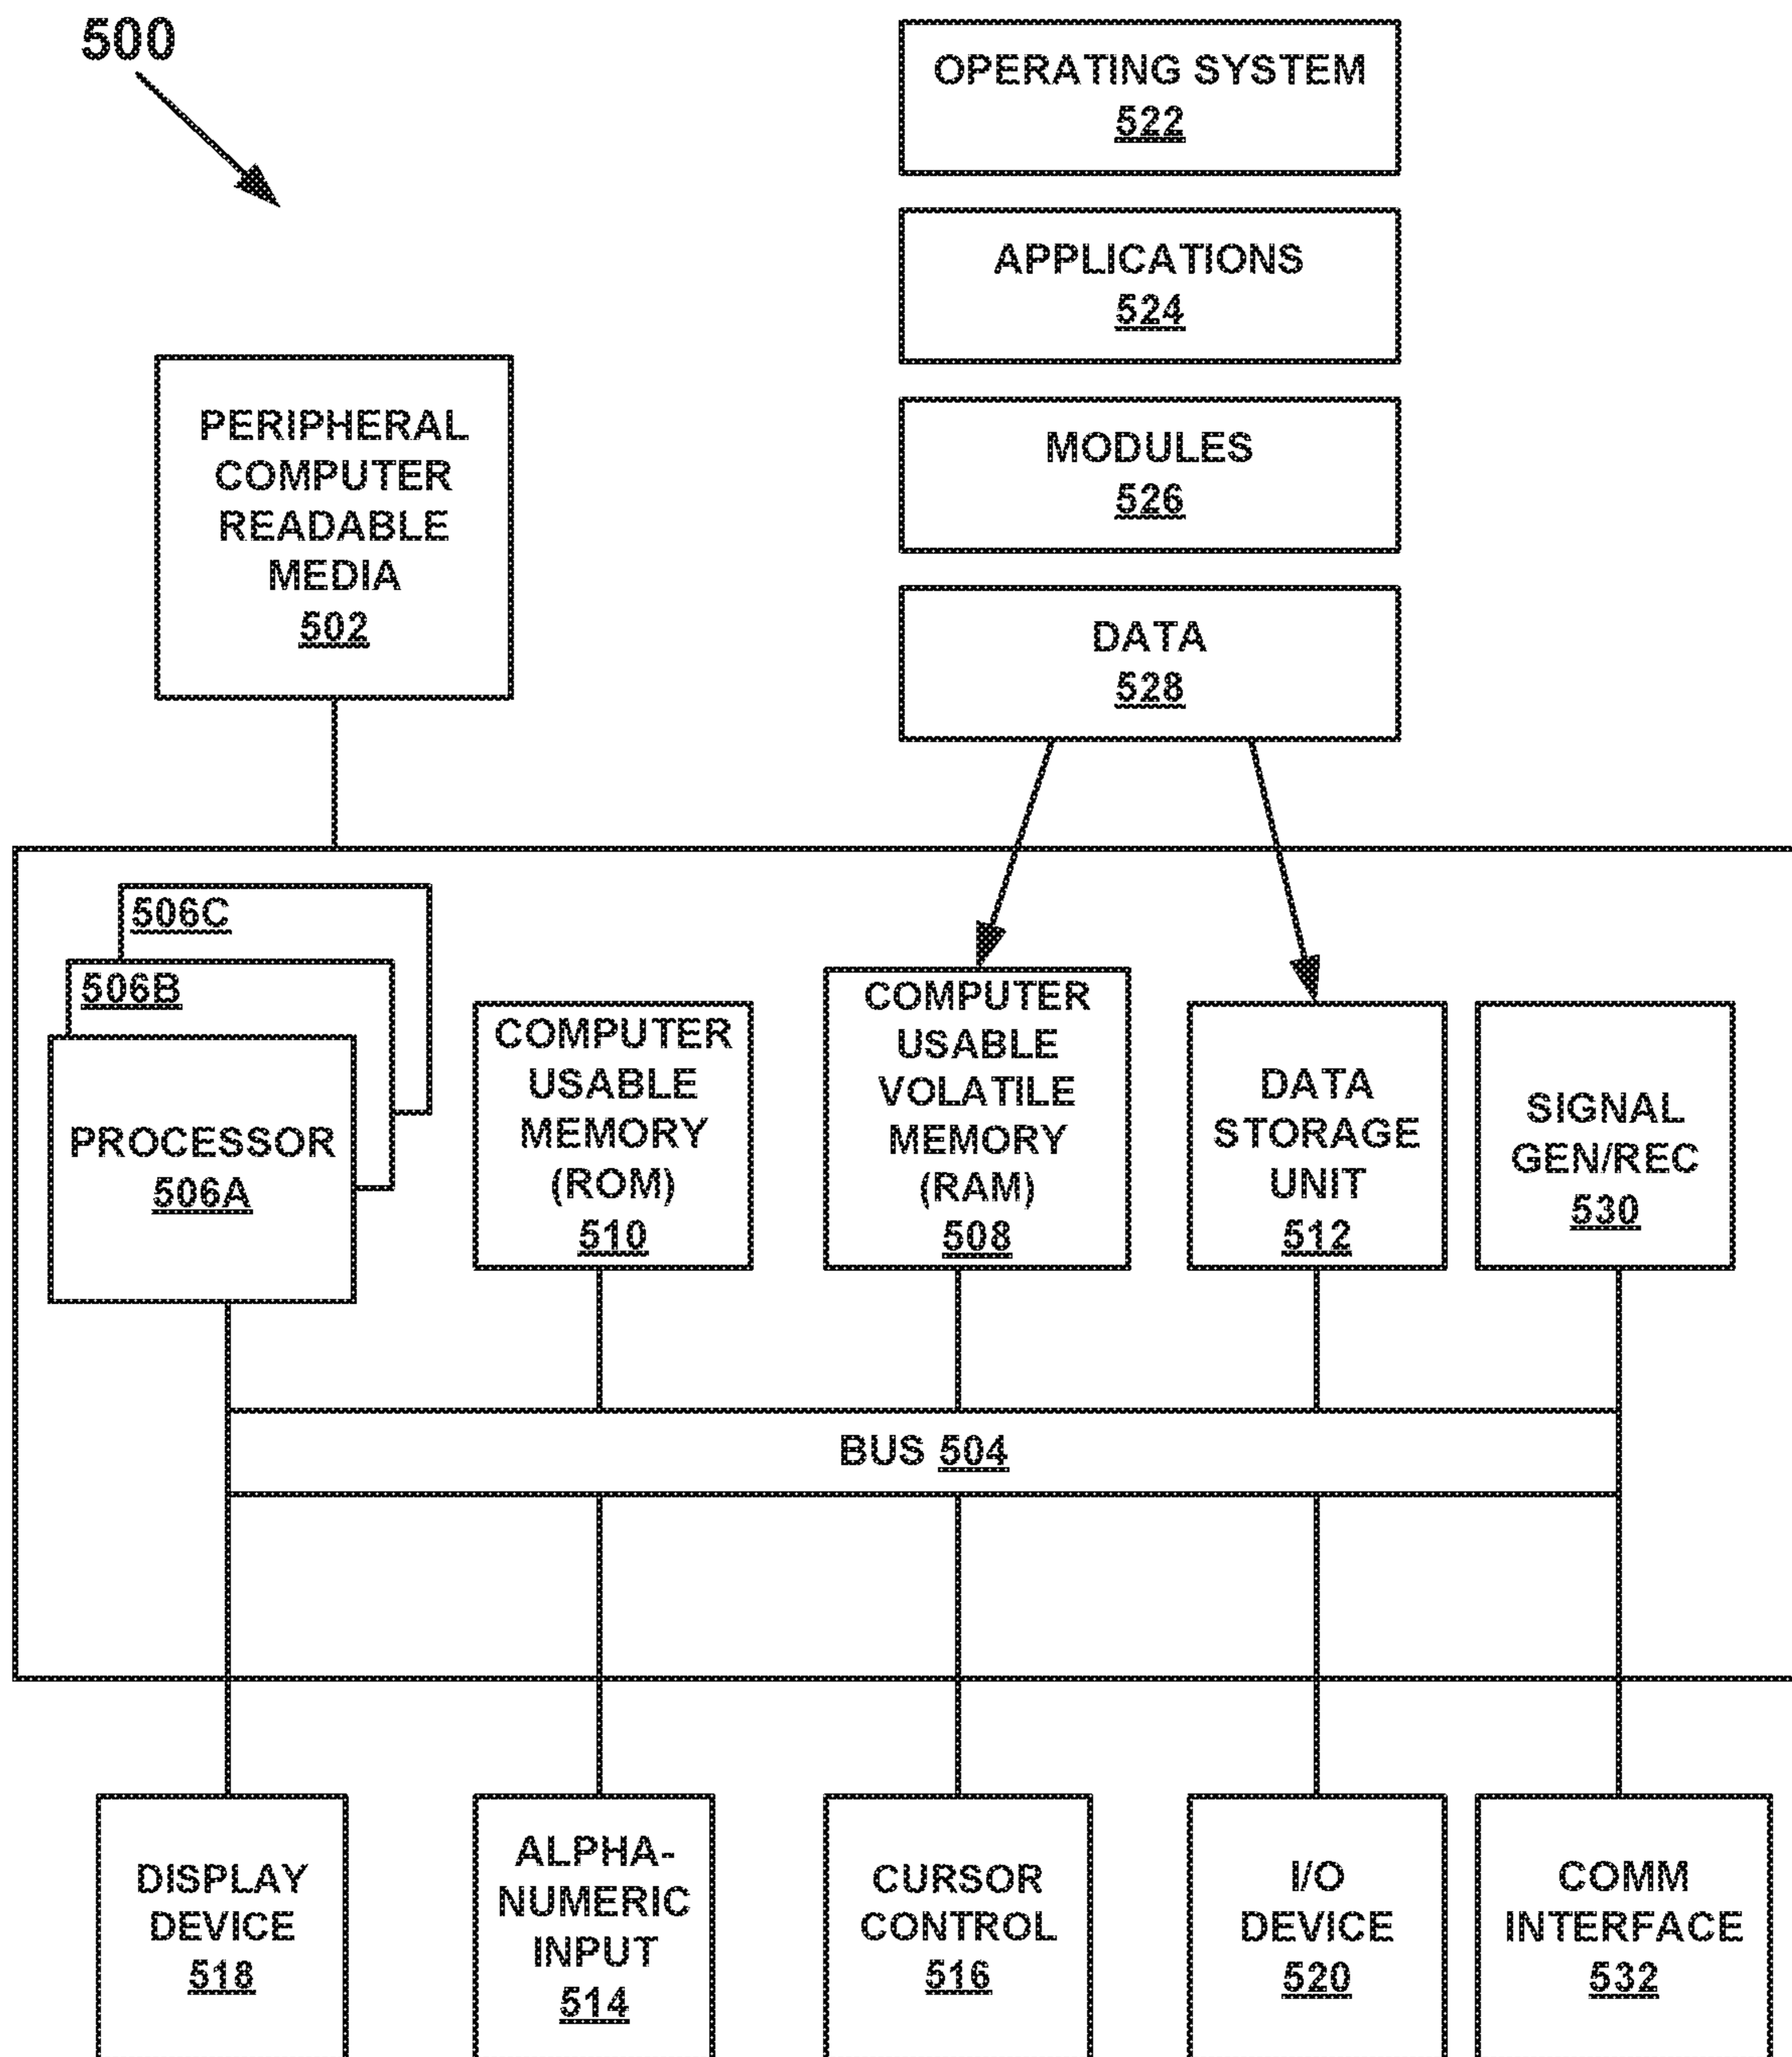 500
OPERATING SYSTEM
522
APPLICATIONS
524
MODULES
526
DATA
528
PERIPHERAL
COMPUTER
READABLE
MEDIA
502
506C
506B
PROCESSOR
506A
COMPUTER
USABLE
MEMORY
(ROM)
510
COMPUTER
USABLE
VOLATILE
MEMORY
(RAM)
508
DATA
STORAGE
UNIT
512
SIGNAL
GEN/REC
530
BUS 504
DISPLAY
DEVICE
518
ALPHA-
NUMERIC
INPUT
514
CURSOR
CONTROL
516
I/O
DEVICE
520
COMM
INTERFACE
532